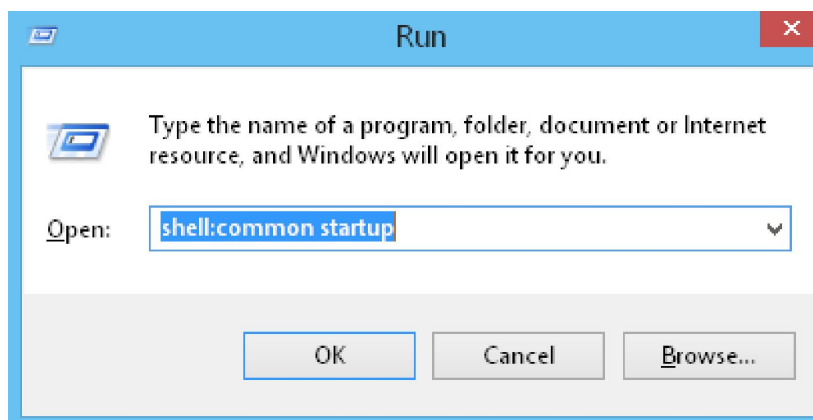 Run
Type the name of a program, folder, document or Internet
resource, and Windows will open it for you.
Open: shell:common startup
OK Cancel Browse...